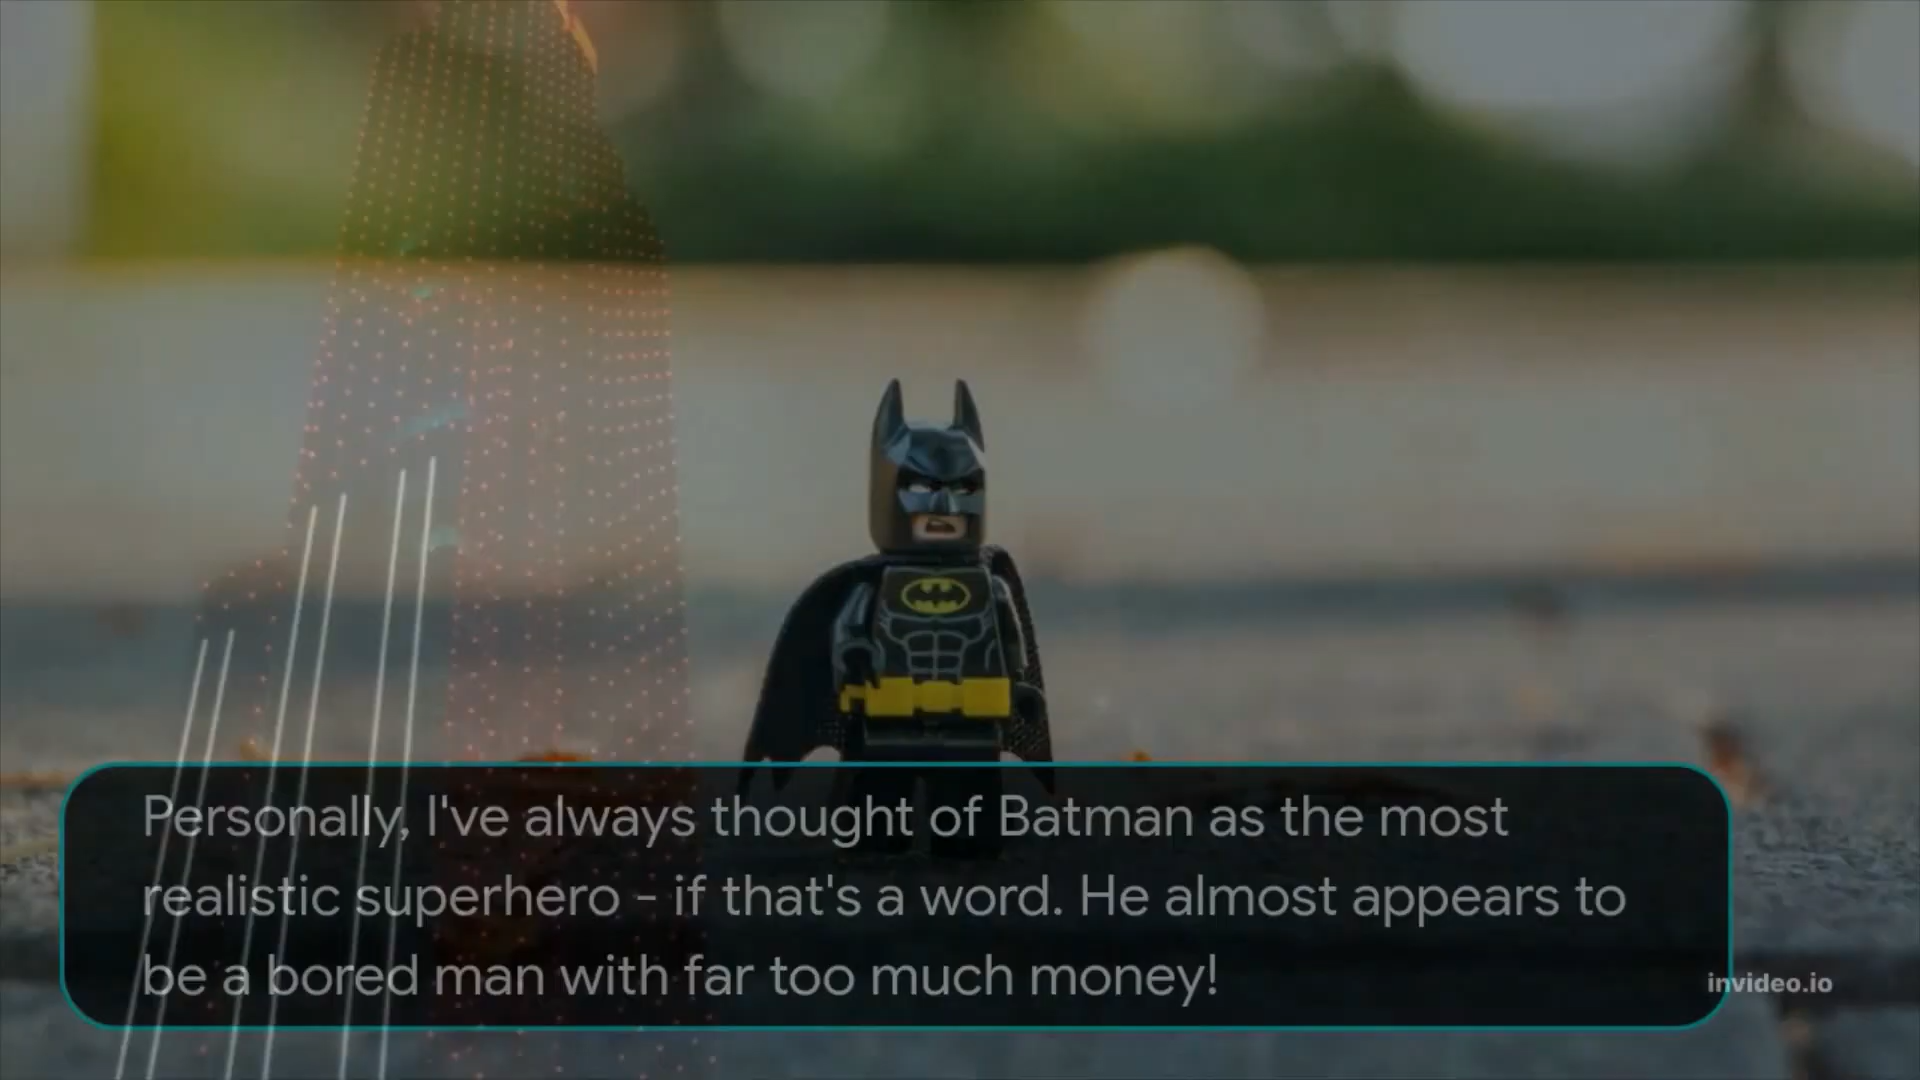 Personally, I've always thought of Batman as the most
realistic superhero - if that's a word. He almost appears to
be a bored man with far too much money!
invideo.io